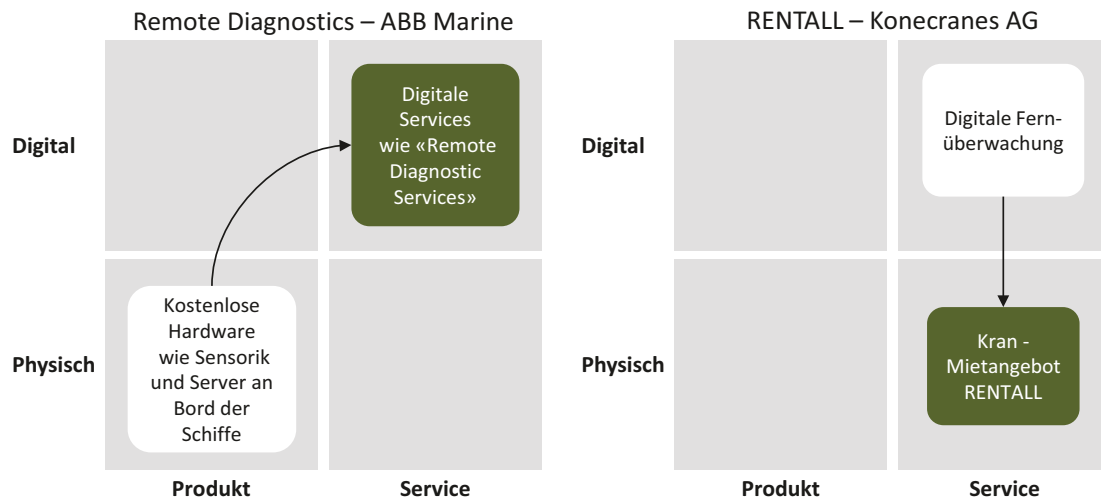 Remote Diagnostics – ABB Marine
Digital
Digitale
Services
wie «Remote
Diagnostic
Services»
Physisch
Kostenlose
Hardware
wie Sensorik
und Server an
Bord der
Schiffe
Produkt
Service
RENTALL – Konecranes AG
Digital
Digitale Fern-
überwachung
Physisch
Kran -
Mietangebot
RENTALL
Produkt
Service